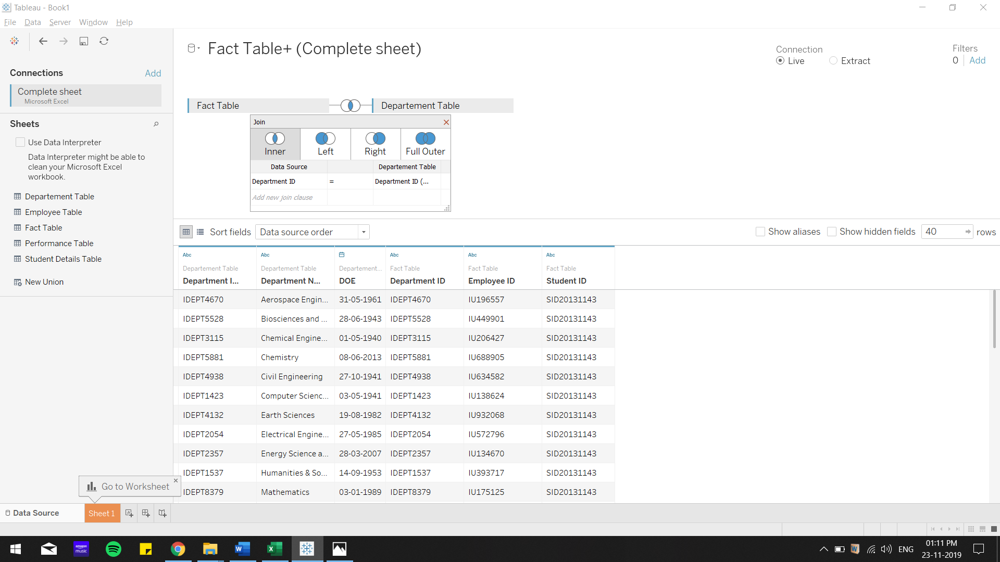 Tableau - Book1
File Data Server Window Help
Fact Table+ (Complete sheet)
Connection
Live Extract
Filters
0 Add
Connections Add
Complete sheet
Microsoft Excel
Sheets
Use Data Interpreter
Data Interpreter might be able to
clean your Microsoft Excel
workbook.
Departement Table
Employee Table
Fact Table
Performance Table
Student Details Table
New Union
Fact Table Departement Table
Join
Inner Left Right Full Outer
Data Source Departement Table
Department ID = Department ID (...
Add new join clause
Sort fields Data source order Show aliases Show hidden fields 40 rows
Abc Abc Abc Abc Abc
Departement Table Departement Table Departement... Fact Table Fact Table Fact Table
Department I... Department N... DOE Department ID Employee ID Student ID
IDEPT4670 Aerospace Engin... 31-05-1961 IDEPT4670 IU196557 SID20131143
IDEPT5528 Biosciences and ... 28-06-1943 IDEPT5528 IU449901 SID20131143
IDEPT3115 Chemical Engine... 01-05-1940 IDEPT3115 IU206427 SID20131143
IDEPT5881 Chemistry 08-06-2013 IDEPT5881 IU688905 SID20131143
IDEPT4938 Civil Engineering 27-10-1941 IDEPT4938 IU634582 SID20131143
IDEPT1423 Computer Scienc... 03-05-1941 IDEPT1423 IU138624 SID20131143
IDEPT4132 Earth Sciences 19-08-1982 IDEPT4132 IU932068 SID20131143
IDEPT2054 Electrical Engine... 27-05-1985 IDEPT2054 IU572796 SID20131143
IDEPT2357 Energy Science a... 28-03-2007 IDEPT2357 IU134670 SID20131143
IDEPT1537 Humanities & So... 14-09-1953 IDEPT1537 IU393717 SID20131143
IDEPT8379 Mathematics 03-01-1989 IDEPT8379 IU175125 SID20131143
Go to Worksheet
Data Source Sheet 1
amazon music
ENG
01:11 PM
23-11-2019